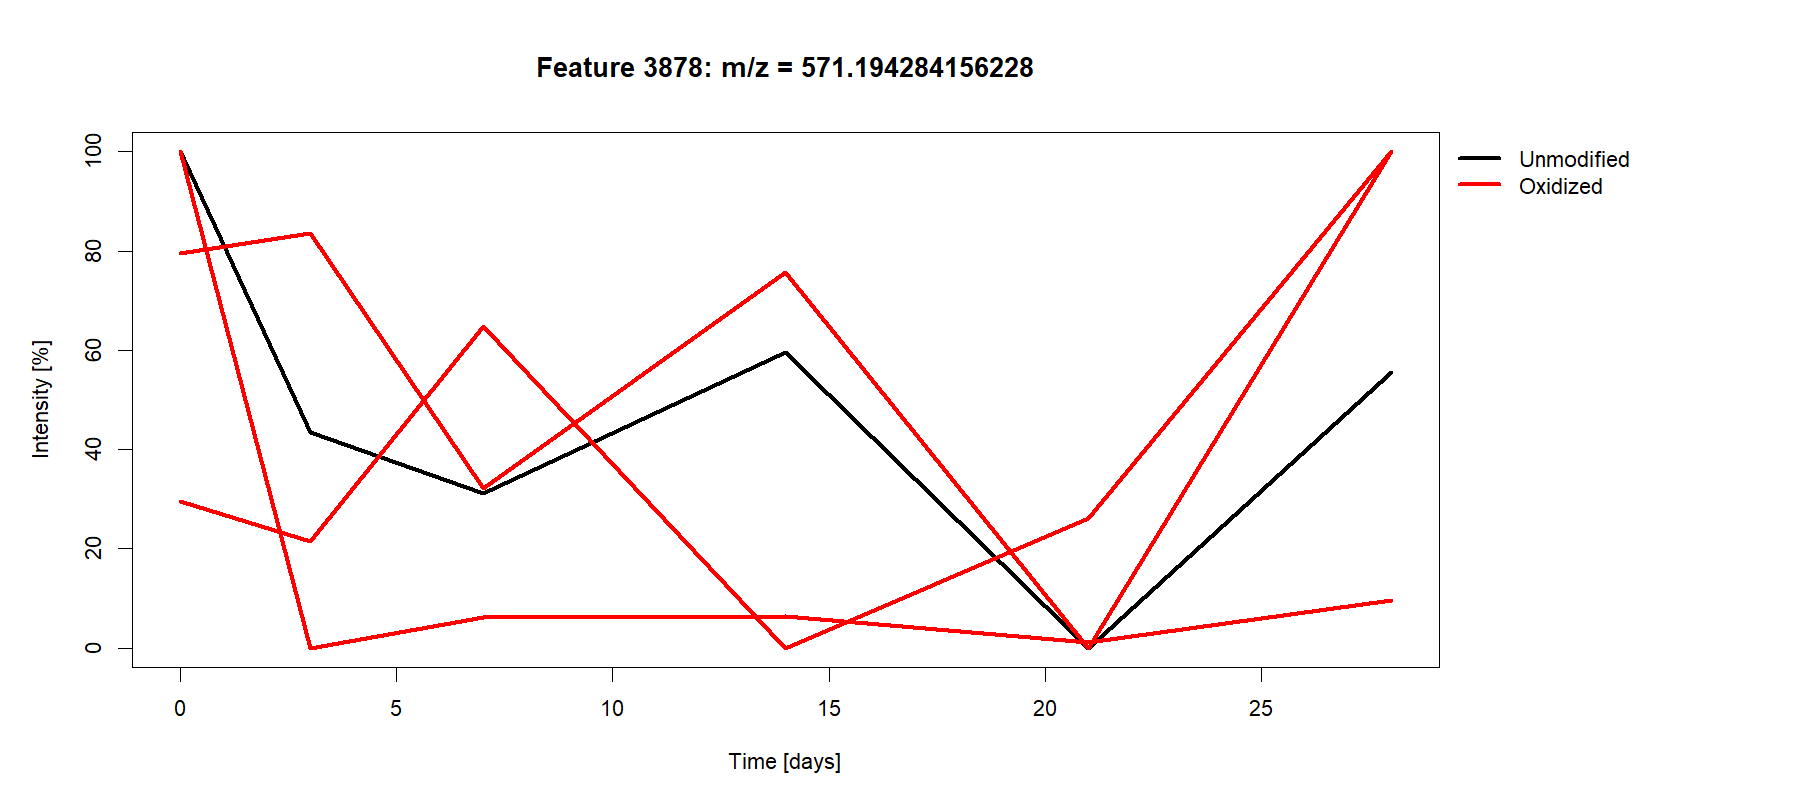 Feature 3878: m/z = 571.194284156228
100
80
60
40
20
0
Intensity [%]
0 5 10 15 20 25
Time [days]
Unmodified
Oxidized